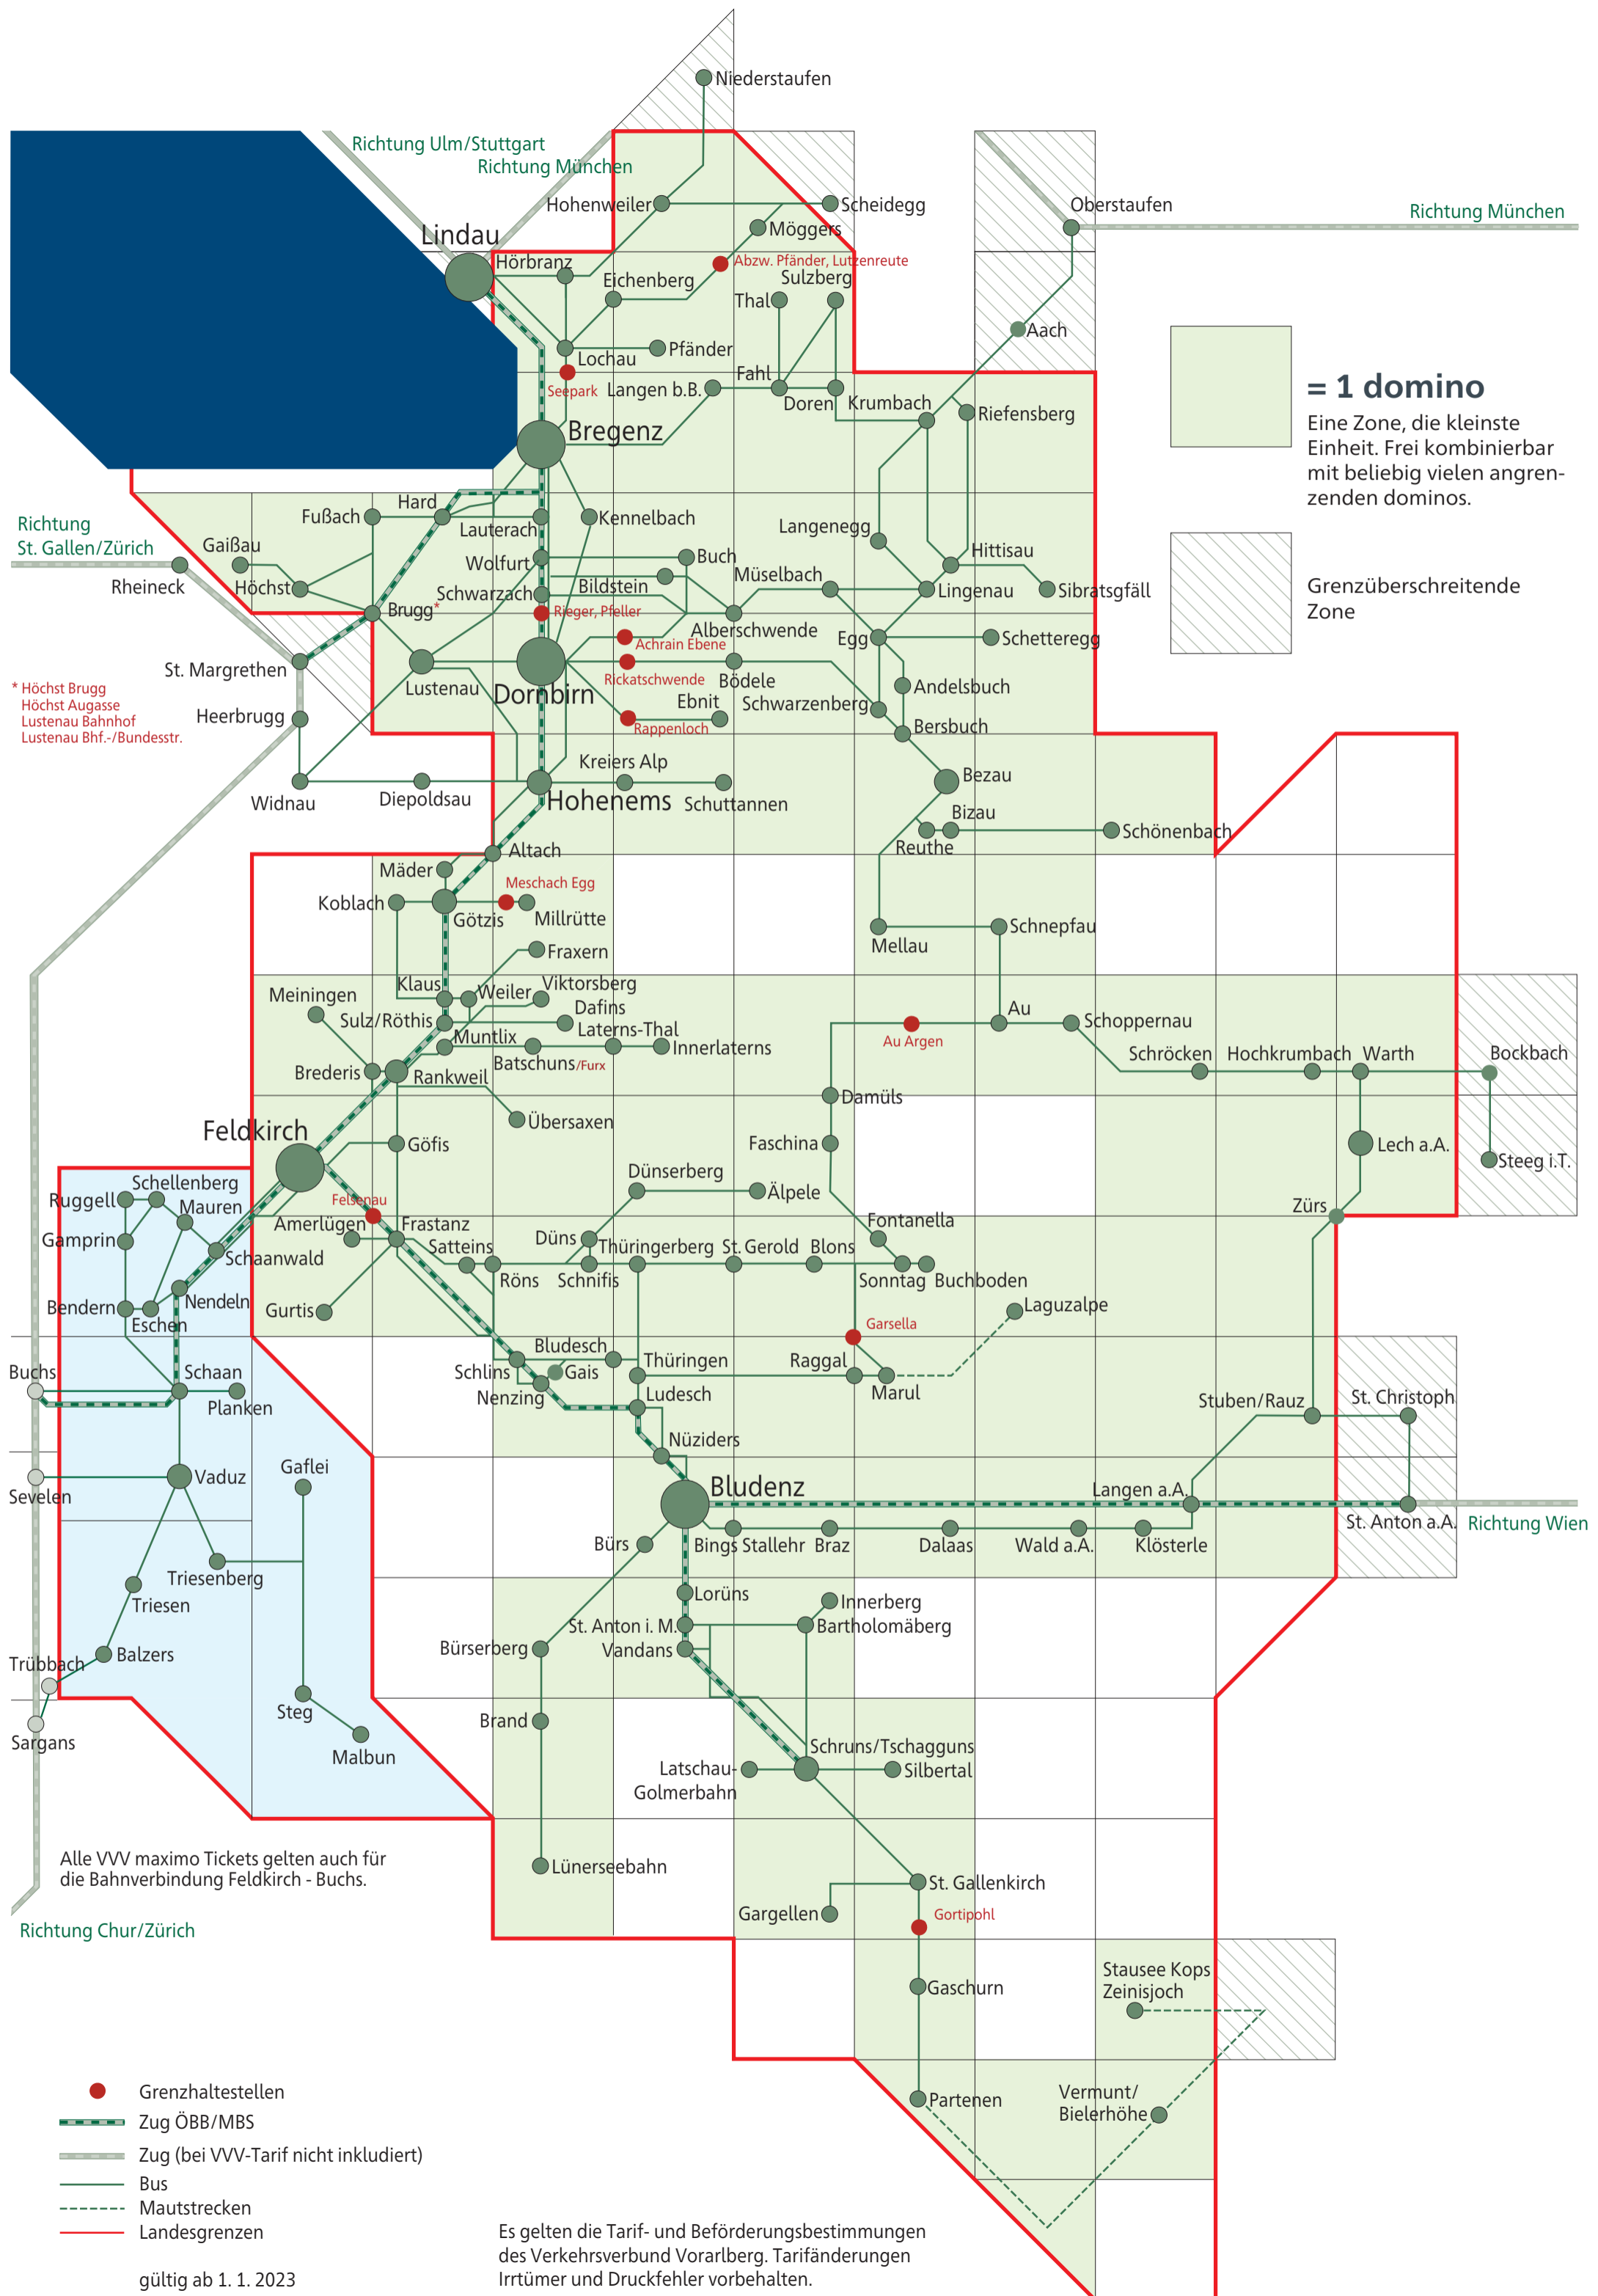 Niederstaufen
Richtung Ulm/Stuttgart
Richtung München
Hohenweiler
Scheidegg
Oberstaufen
Richtung München
Möggers
Lindau
Hörbranz
Abzw. Pfänder, Lutzenreute
Eichenberg
Sulzberg
Thal
Aach
Lochau
Pfänder
Seepark
Langen b.B.
Fahl
Doren
Krumbach
Riefensberg
= 1 domino
Eine Zone, die kleinste
Einheit. Frei kombinierbar
mit beliebig vielen angren-
zenden dominos.
Bregenz
Hard
Richtung
St. Gallen/Zürich
Fußach
Lauterach
Kennelbach
Langenegg
Gaißau
Rheineck
Höchst
Wolfurt
Buch
Bildstein
Müselbach
Hittisau
Schwarzach
Lingenau
Sibratsgfäll
Grenzüberschreitende
Zone
Brugg*
Rieger, Pfeller
Alberschwende
Achrain Ebene
Egg
Schetteregg
St. Margrethen
Lustenau
Dornbirn
Rickatschwende
Bödele
Andelsbuch
* Höchst Brugg
Höchst Augasse
Lustenau Bahnhof
Lustenau Bhf.-/Bundesstr.
Heerbrugg
Ebnit
Schwarzenberg
Rappenloch
Bersbuch
Kreiers Alp
Bezau
Widnau
Diepoldsau
Hohenems
Schuttannen
Bizau
Reuthe
Schönenbach
Altach
Mäder
Meschach Egg
Koblach
Götzis
Millrütte
Mellau
Schnepfau
Fraxern
Klaus
Weiler
Viktorsberg
Meiningen
Sulz/Röthis
Dafins
Au
Schoppernau
Muntlix
Laterns-Thal
Au Argen
Batschuns/Furx
Innerlaterns
Schröcken
Hochkrumbach
Warth
Bockbach
Brederis
Rankweil
Damüls
Übersaxen
Feldkirch
Göfis
Faschina
Lech a.A.
Steeg i.T.
Schellenberg
Ruggell
Mauren
Dünserberg
Älpele
Felsenau
Zürs
Amerlügen
Frastanz
Fontanella
Gamprin
Satteins
Düns
Thüringerberg
St. Gerold
Blons
Schaanwald
Röns
Schnifis
Sonntag
Buchboden
Bendern
Nendeln
Gurtis
Laguzalpe
Eschen
Garsella
Bludesch
Buchs
Schaan
Schlins
Gais
Thüringen
Raggal
Marul
Planken
Nenzing
Ludesch
Stuben/Rauz
St. Christoph
Nüziders
Gaflei
Vaduz
Bludenz
Langen a.A.
Sevelen
St. Anton a.A.
Richtung Wien
Bürs
Bings
Stallehr
Braz
Dalaas
Wald a.A.
Klösterle
Triesenberg
Triesen
Lorüns
Innerberg
St. Anton i. M.
Bartholomäberg
Balzers
Bürserberg
Vandans
Trübbach
Steg
Brand
Sargans
Malbun
Schruns/Tschagguns
Latschau-
Golmerbahn
Silbertal
Alle VVV maximo Tickets gelten auch für
die Bahnverbindung Feldkirch - Buchs.
Lünerseebahn
St. Gallenkirch
Gargellen
Gortipohl
Richtung Chur/Zürich
Stausee Kops
Zeinisjoch
Gaschurn
Partenen
Vermunt/
Bielerhöhe
Grenzhaltestellen
Zug ÖBB/MBS
Zug (bei VVV-Tarif nicht inkludiert)
Bus
Mautstrecken
Landesgrenzen
gültig ab 1. 1. 2023
Es gelten die Tarif- und Beförderungsbestimmungen
des Verkehrsverbund Vorarlberg. Tarifänderungen
Irrtümer und Druckfehler vorbehalten.